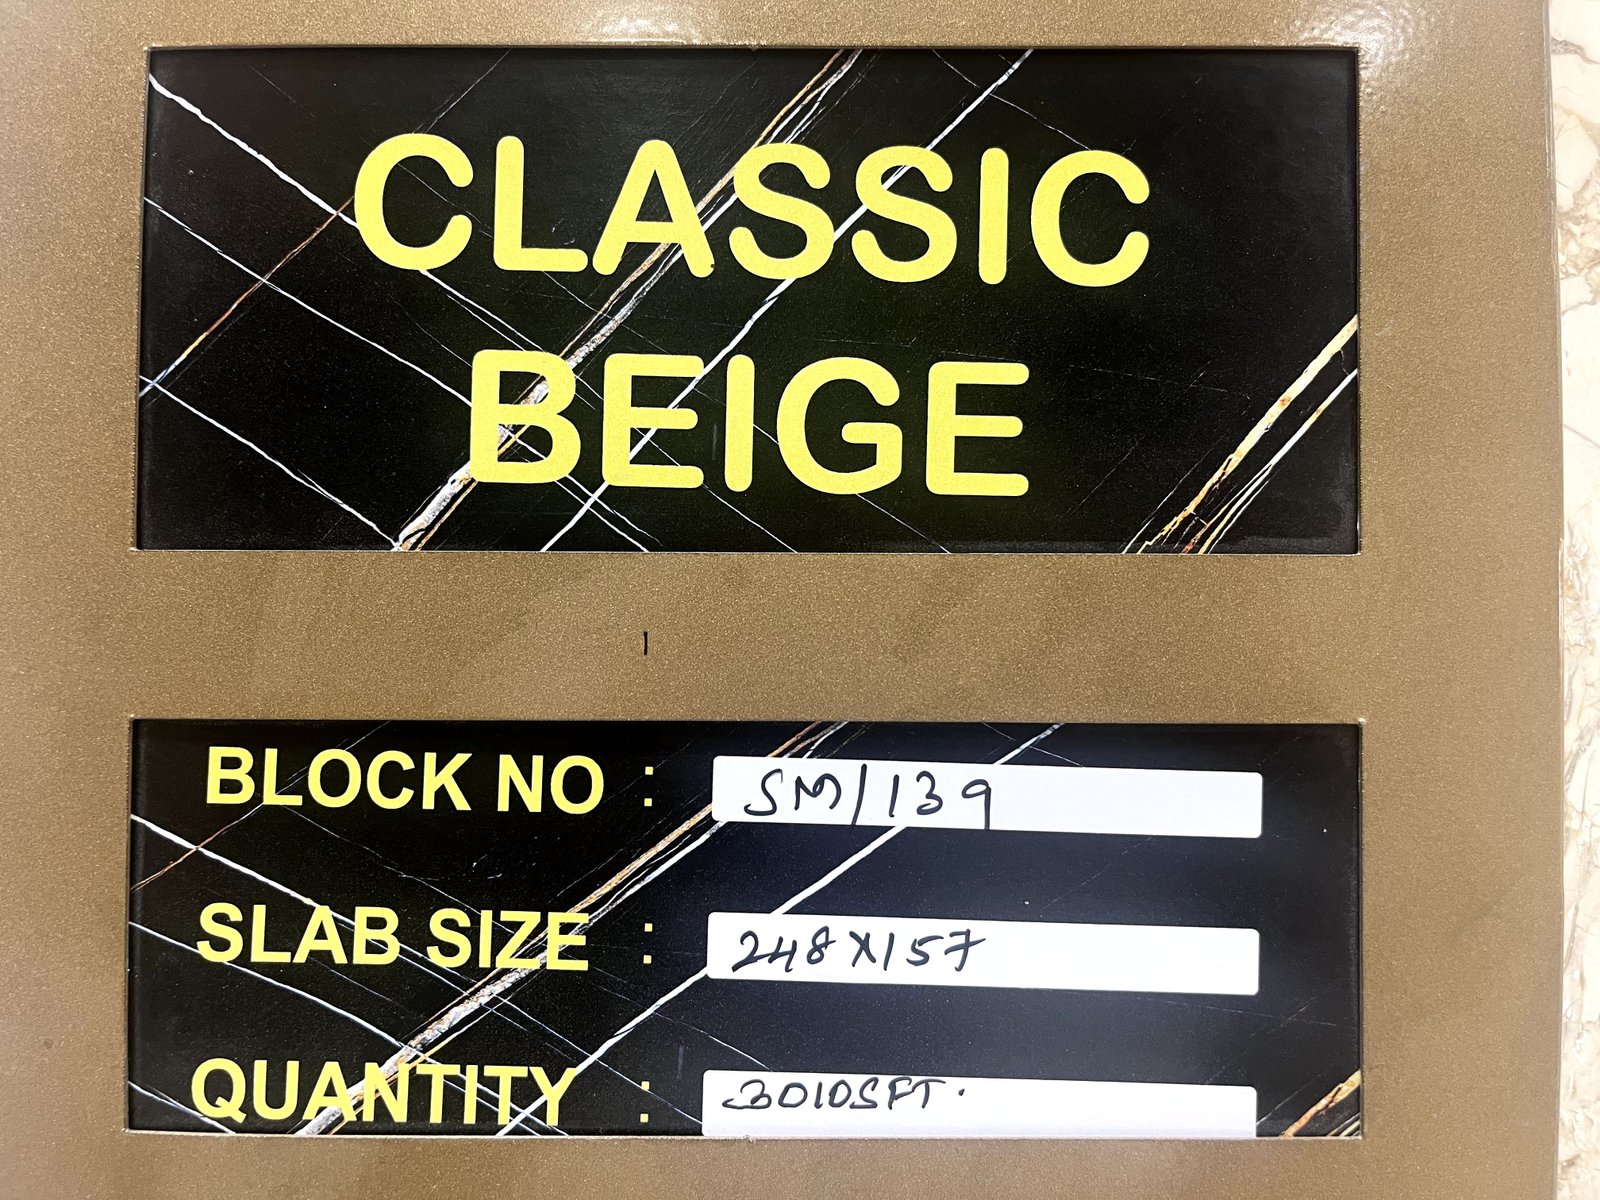 CLASSIC
BEIGE
BLOCK NO : SM/139
SLAB SIZE : 248X157
QUANTITY : 3010SFT.